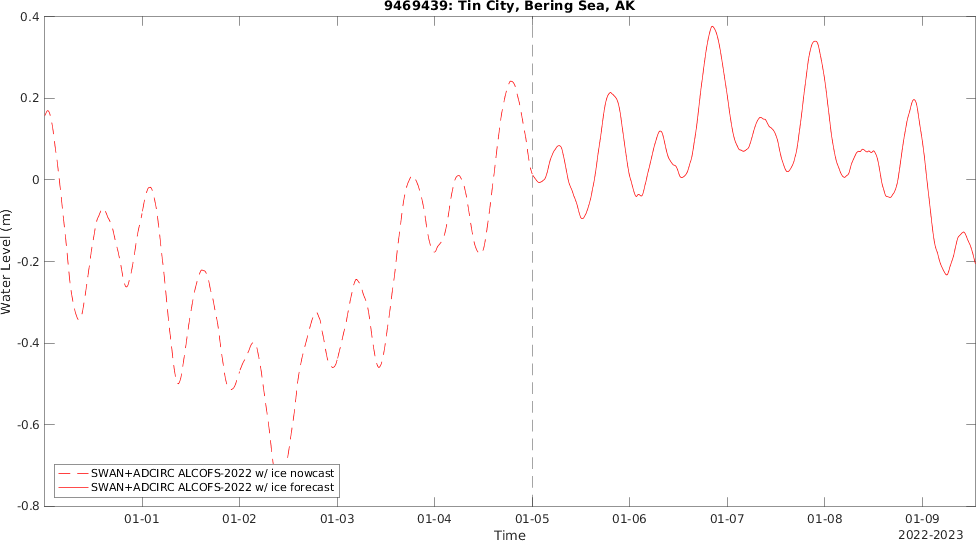 9469439: Tin City, Bering Sea, AK
0.4
0.2
0
-0.2
-0.4
-0.6
-0.8
Water Level (m)
SWAN+ADCIRC ALCOFS-2022 w/ ice nowcast
SWAN+ADCIRC ALCOFS-2022 w/ ice forecast
01-01 01-02 01-03 01-04 01-05 01-06 01-07 01-08 01-09
Time
2022-2023